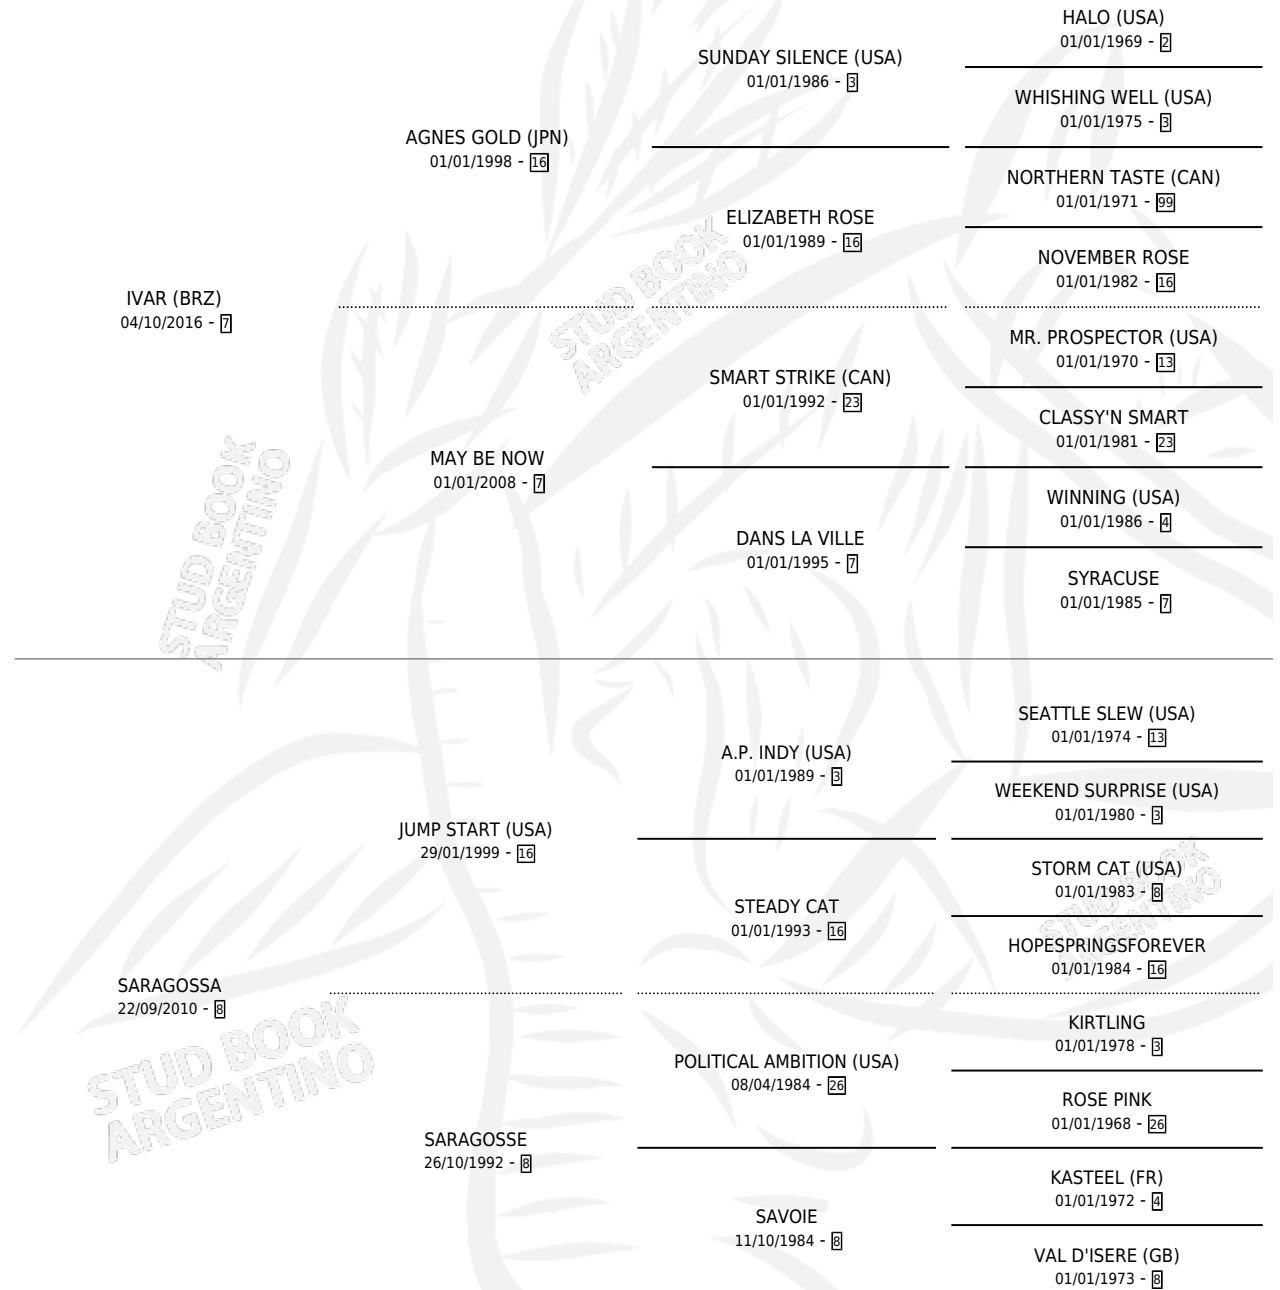 HALO (USA)
01/01/1969 - 2
SUNDAY SILENCE (USA)
01/01/1986 - 3
WHISHING WELL (USA)
01/01/1975 - 3
AGNES GOLD (JPN)
01/01/1998 - 16
NORTHERN TASTE (CAN)
01/01/1971 - 99
ELIZABETH ROSE
01/01/1989 - 16
NOVEMBER ROSE
01/01/1982 - 16
IVAR (BRZ)
04/10/2016 - 7
MR. PROSPECTOR (USA)
01/01/1970 - 13
SMART STRIKE (CAN)
01/01/1992 - 23
CLASSY'N SMART
01/01/1981 - 23
MAY BE NOW
01/01/2008 - 7
WINNING (USA)
01/01/1986 - 4
DANS LA VILLE
01/01/1995 - 7
SYRACUSE
01/01/1985 - 7
STUD BOOK
ARGENTINO
STUD BOOK
ARGENTINO
SEATTLE SLEW (USA)
01/01/1974 - 13
A.P. INDY (USA)
01/01/1989 - 3
WEEKEND SURPRISE (USA)
01/01/1980 - 3
JUMP START (USA)
29/01/1999 - 16
STORM CAT (USA)
01/01/1983 - 8
STEADY CAT
01/01/1993 - 16
HOPESPRINGSFOREVER
01/01/1984 - 16
SARAGOSSA
22/09/2010 - 8
KIRTLING
01/01/1978 - 3
POLITICAL AMBITION (USA)
08/04/1984 - 26
ROSE PINK
01/01/1968 - 26
SARAGOSSE
26/10/1992 - 8
KASTEEL (FR)
01/01/1972 - 4
SAVOIE
11/10/1984 - 8
VAL D'ISERE (GB)
01/01/1973 - 8
STUD BOOK
ARGENTINO
STUD BOOK
ARGENTINO